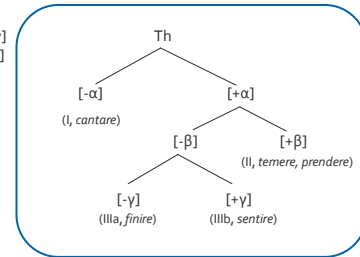 Th
[-α] [+α]
(I, cantare)
[-β] [+β]
(II, temere, prendere)
[-γ] [+γ]
(IIIa, finire) (IIIb, sentire)